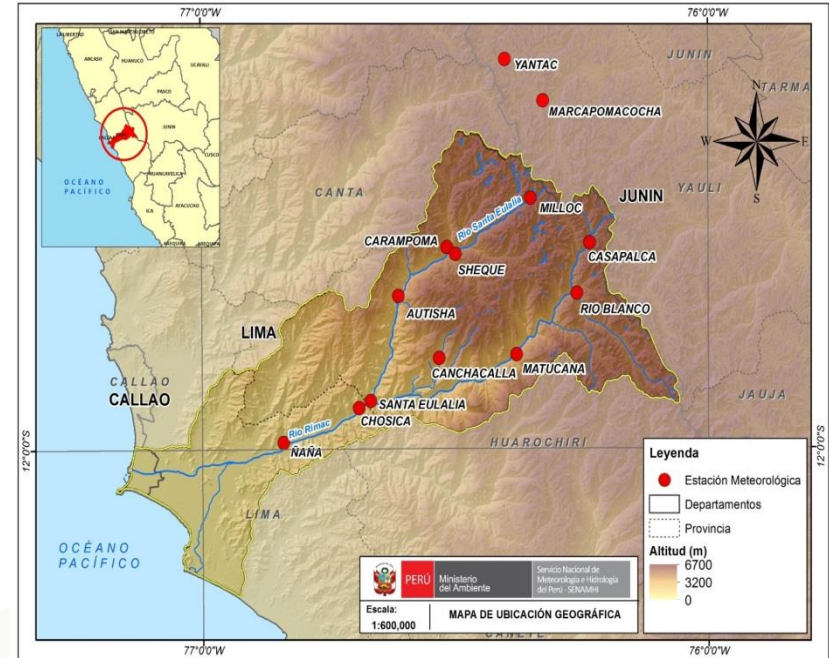 77°0'0"W
76°0'0"W
LA LIBERTAD
ANCASH
HUANUCO
UCAYALI
PASCO
JUNIN
HUANCAVELICA
CUSCO
ICA
AYACUCHO
OCÉANO
PACÍFICO
YANTAC
JUNIN
TARMA
MARCAPOMACOCHA
N
W
E
S
CANTA
JUNIN
YAULI
Rio Santa Eulalia
MILLOC
CARAMPOMA
SHEQUE
CASAPALCA
AUTISHA
RIO BLANCO
LIMA
CANCHACALLA
MATUCANA
CALLAO
CALLAO
SANTA EULALIA
CHOSICA
JAUJA
Rio Rimac
ÑAÑA
HUAROCHIRI
12°0'0"S
12°0'0"S
LIMA
OCÉANO
PACÍFICO
CAÑETE
Leyenda
Estación Meteorológica
Departamentos
Provincia
Altitud (m)
6700
3200
0
PERÚ
Ministerio
del Ambiente
Servicio Nacional de
Meteorología e Hidrología
del Perú - SENAMHI
Escala:
1:600,000
MAPA DE UBICACIÓN GEOGRÁFICA
77°0'0"W
76°0'0"W